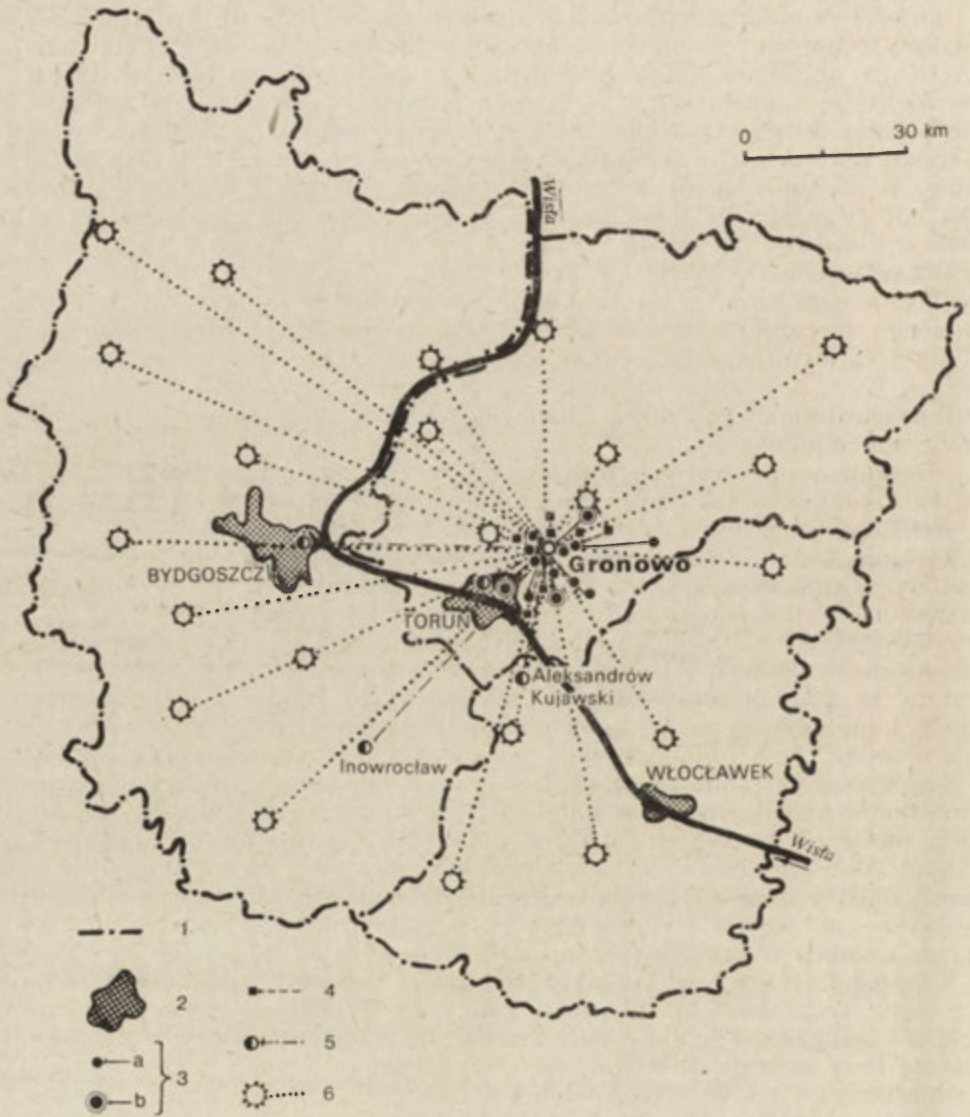 0 30 km
Wisła
BYDGOSZCZ
Gronowo
TORUŃ
Aleksandrów
Kujawski
Inowrocław
WŁOCŁAWEK
Wisła
1
2
a
b
3
4
5
6